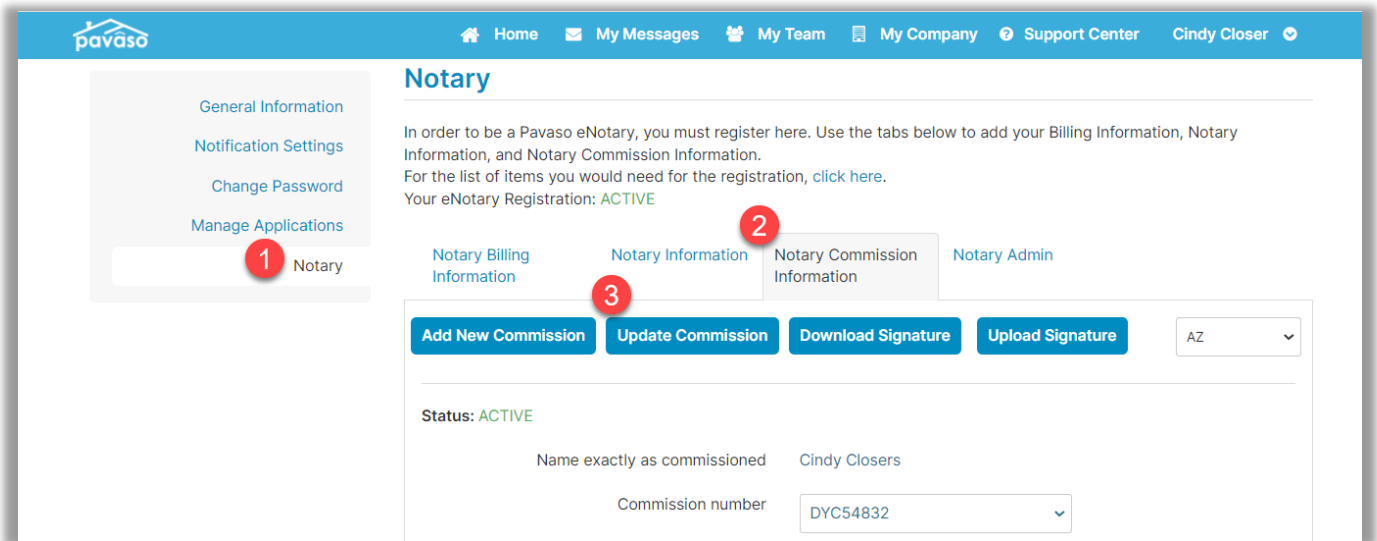 pavaso
Home My Messages My Team My Company Support Center Cindy Closer
General Information
Notification Settings
Change Password
Manage Applications
1
Notary
Notary
In order to be a Pavaso eNotary, you must register here. Use the tabs below to add your Billing Information, Notary
Information, and Notary Commission Information.
For the list of items you would need for the registration, click here.
Your eNotary Registration: ACTIVE
2
Notary Billing
Information
Notary Information
Notary Commission
Information
Notary Admin
3
Add New Commission Update Commission Download Signature Upload Signature AZ
Status: ACTIVE
Name exactly as commissioned Cindy Closers
Commission number DYC54832